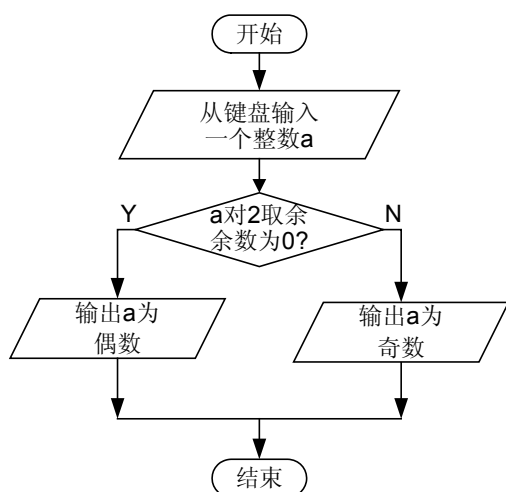 开始
从键盘输入
一个整数a
a对2取余
余数为0?
Y
N
输出a为
偶数
输出a为
奇数
结束